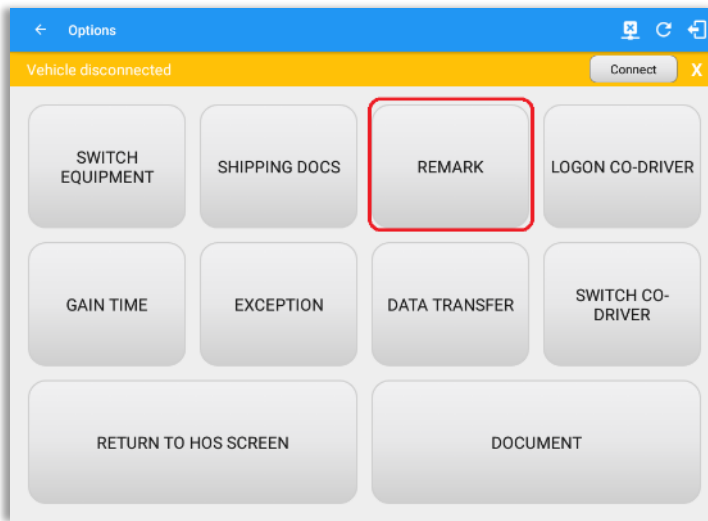 Options
Vehicle disconnected
Connect
X
SWITCH
EQUIPMENT
SHIPPING DOCS
REMARK
LOGON CO-DRIVER
GAIN TIME
EXCEPTION
DATA TRANSFER
SWITCH CO-
DRIVER
RETURN TO HOS SCREEN
DOCUMENT